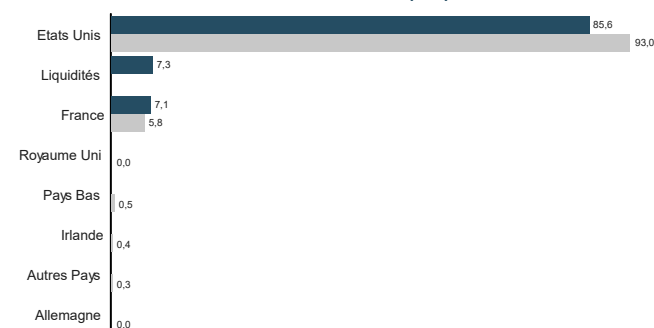 Etats Unis
85,6
93,0
Liquidités
7,3
France
7,1
5,8
Royaume Uni
0,0
Pays Bas
0,5
Irlande
0,4
Autres Pays
0,3
Allemagne
0,0